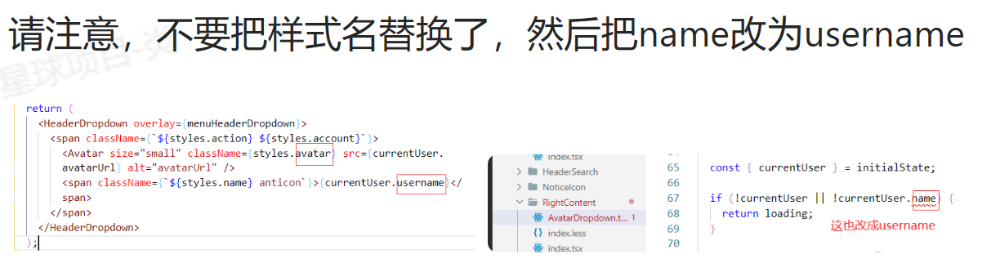 请注意，不要把样式名替换了，然后把name改为username
星球项目-炎
return (
<HeaderDropdown overlay={menuHeaderDropdown}>
<span className={`${styles.action} ${styles.account}`}>
<Avatar size="small" className={styles.avatar} src={currentUser.
avatarUrl} alt="avatarUrl" />
<span className={`${styles.name} anticon`}>{currentUser.username}</
span>
</span>
</HeaderDropdown>
);
index.tsx
HeaderSearch
NoticeIcon
RightContent
AvatarDropdown.t... 1
{} index.less
index.tsx
65 const { currentUser } = initialState;
66
67 if (!currentUser || !currentUser.name) {
68 return loading;
69 }
70
这也改成username